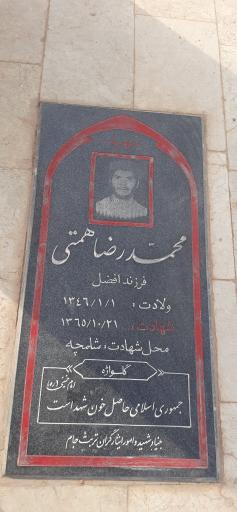 شهید
محمدرضا همتی
فرزند افضل
ولادت: ۱۳۴۶/۱/۱
شهادت: ۱۳۶۵/۱۰/۲۱
محل شهادت: شلمچه
گلواژه
امام خمینی (ره)
جمهوری اسلامی حاصل خون شهداست
بنیاد شهید و امور ایثارگران تربت جام